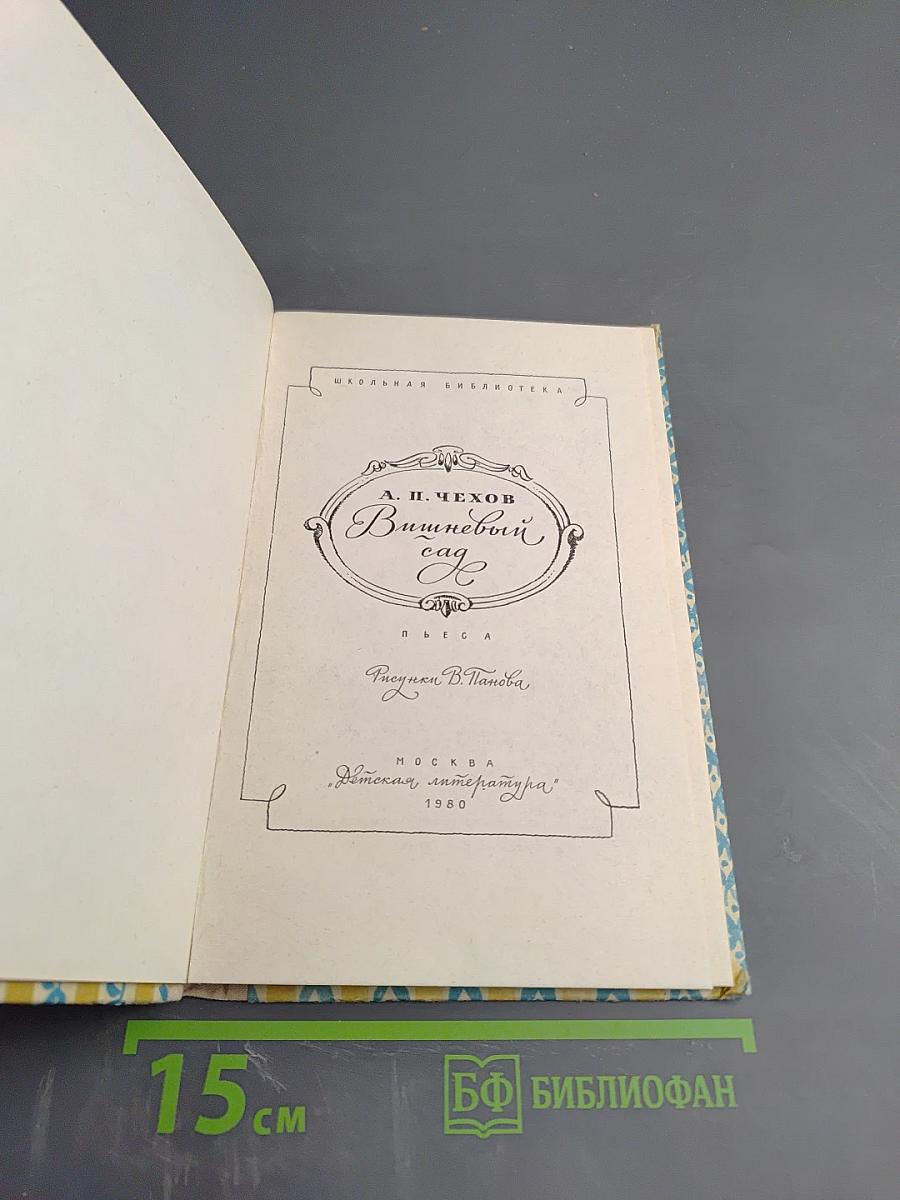 ШКОЛЬНАЯ БИБЛИОТЕКА
А. П. ЧЕХОВ
Вишневый
сад
ПЬЕСА
Рисунки В. Панова
МОСКВА
„Детская литература"
1980
15 см
БФ БИБЛИОФАН